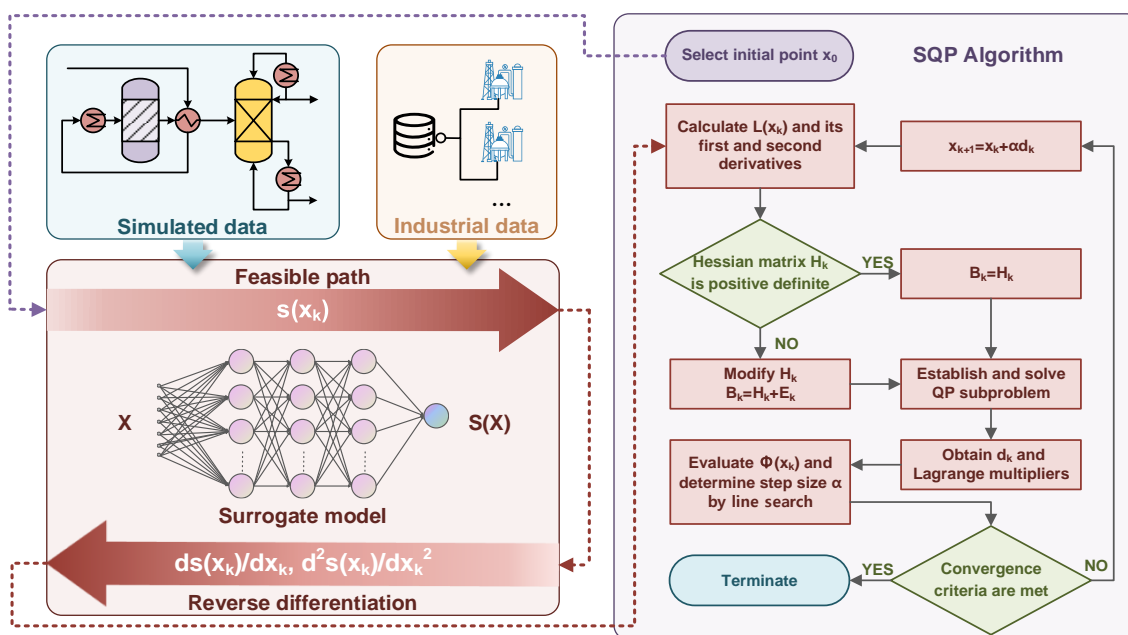 Simulated data
Industrial data
...
Feasible path
s(xₖ)
X
S(X)
Surrogate model
ds(xₖ)/dxₖ, d²s(xₖ)/dxₖ²
Reverse differentiation
SQP Algorithm
Select initial point x₀
Calculate L(xₖ) and its
first and second
derivatives
xₖ₊₁=xₖ+αdₖ
Hessian matrix Hₖ
is positive definite
YES
Bₖ=Hₖ
NO
Modify Hₖ
Bₖ=Hₖ+Eₖ
Establish and solve
QP subproblem
Obtain dₖ and
Lagrange multipliers
Evaluate Φ(xₖ) and
determine step size α
by line search
Convergence
criteria are met
NO
YES
Terminate